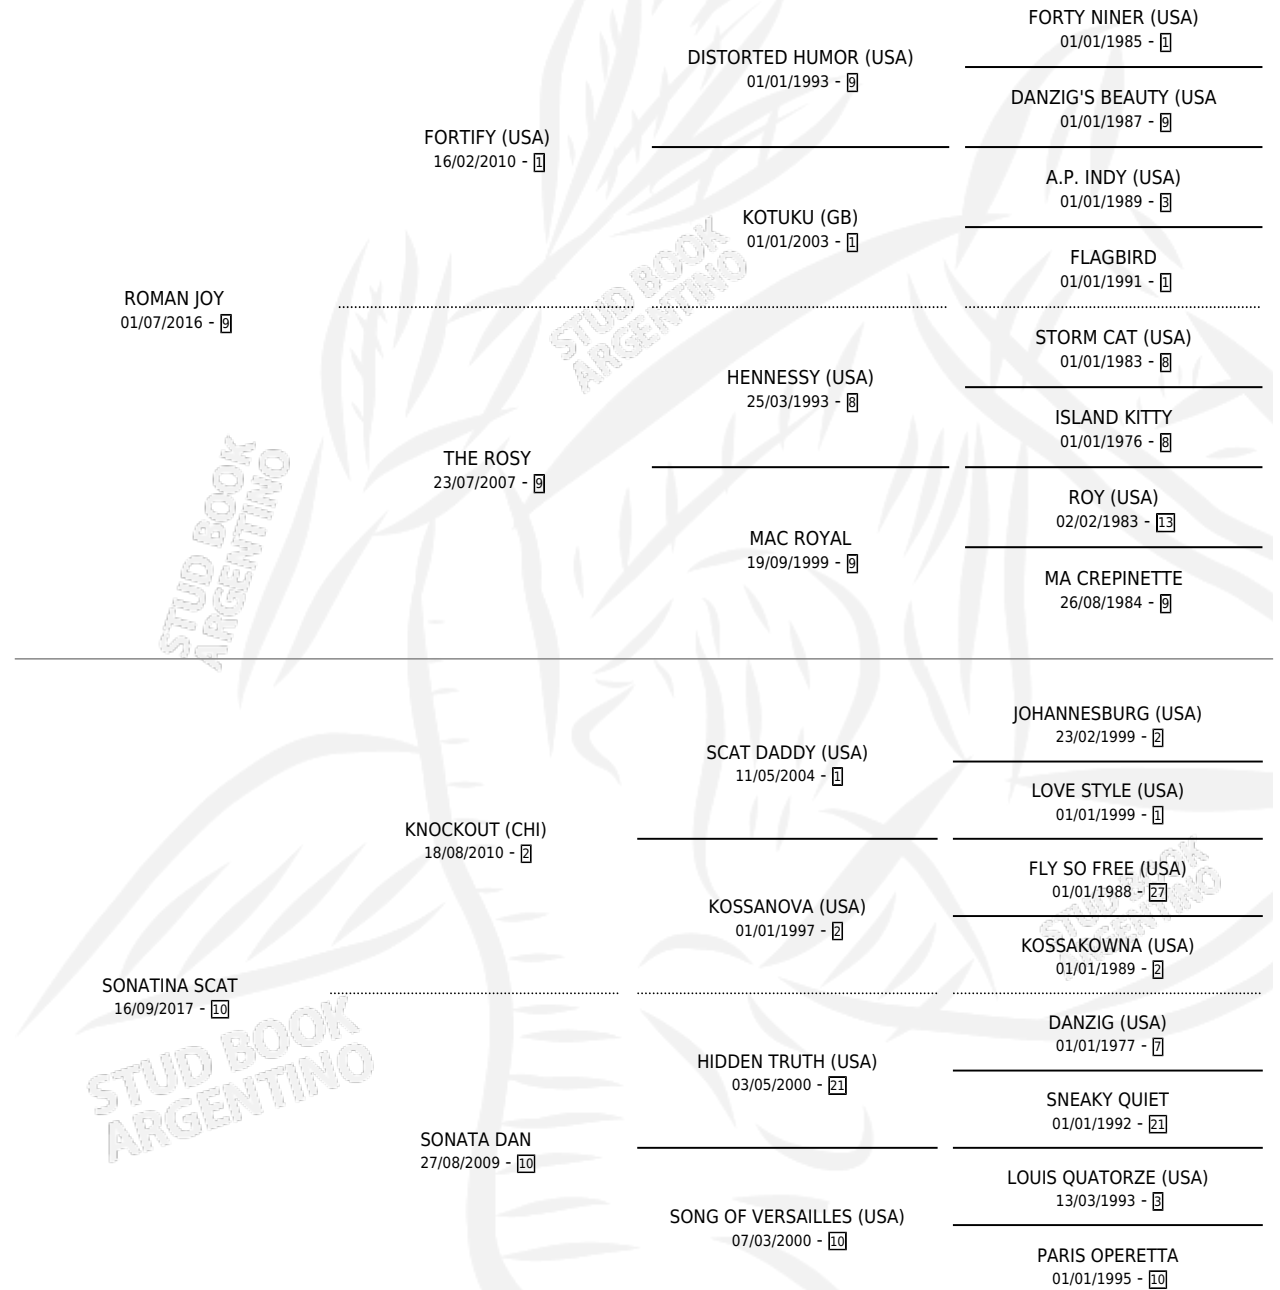 FORTY NINER (USA)
01/01/1985 - 1
DISTORTED HUMOR (USA)
01/01/1993 - 9
DANZIG'S BEAUTY (USA
01/01/1987 - 9
FORTIFY (USA)
16/02/2010 - 1
A.P. INDY (USA)
01/01/1989 - 3
KOTUKU (GB)
01/01/2003 - 1
FLAGBIRD
01/01/1991 - 1
ROMAN JOY
01/07/2016 - 9
STORM CAT (USA)
01/01/1983 - 8
HENNESSY (USA)
25/03/1993 - 8
ISLAND KITTY
01/01/1976 - 8
THE ROSY
23/07/2007 - 9
ROY (USA)
02/02/1983 - 13
MAC ROYAL
19/09/1999 - 9
MA CREPINETTE
26/08/1984 - 9
STUD BOOK
ARGENTINO
STUD BOOK
ARGENTINO
JOHANNESBURG (USA)
23/02/1999 - 2
SCAT DADDY (USA)
11/05/2004 - 1
LOVE STYLE (USA)
01/01/1999 - 1
KNOCKOUT (CHI)
18/08/2010 - 2
FLY SO FREE (USA)
01/01/1988 - 27
KOSSANOVA (USA)
01/01/1997 - 2
KOSSAKOWNA (USA)
01/01/1989 - 2
SONATINA SCAT
16/09/2017 - 10
DANZIG (USA)
01/01/1977 - 7
HIDDEN TRUTH (USA)
03/05/2000 - 21
SNEAKY QUIET
01/01/1992 - 21
SONATA DAN
27/08/2009 - 10
LOUIS QUATORZE (USA)
13/03/1993 - 3
SONG OF VERSAILLES (USA)
07/03/2000 - 10
PARIS OPERETTA
01/01/1995 - 10
STUD BOOK
ARGENTINO
STUD BOOK
ARGENTINO